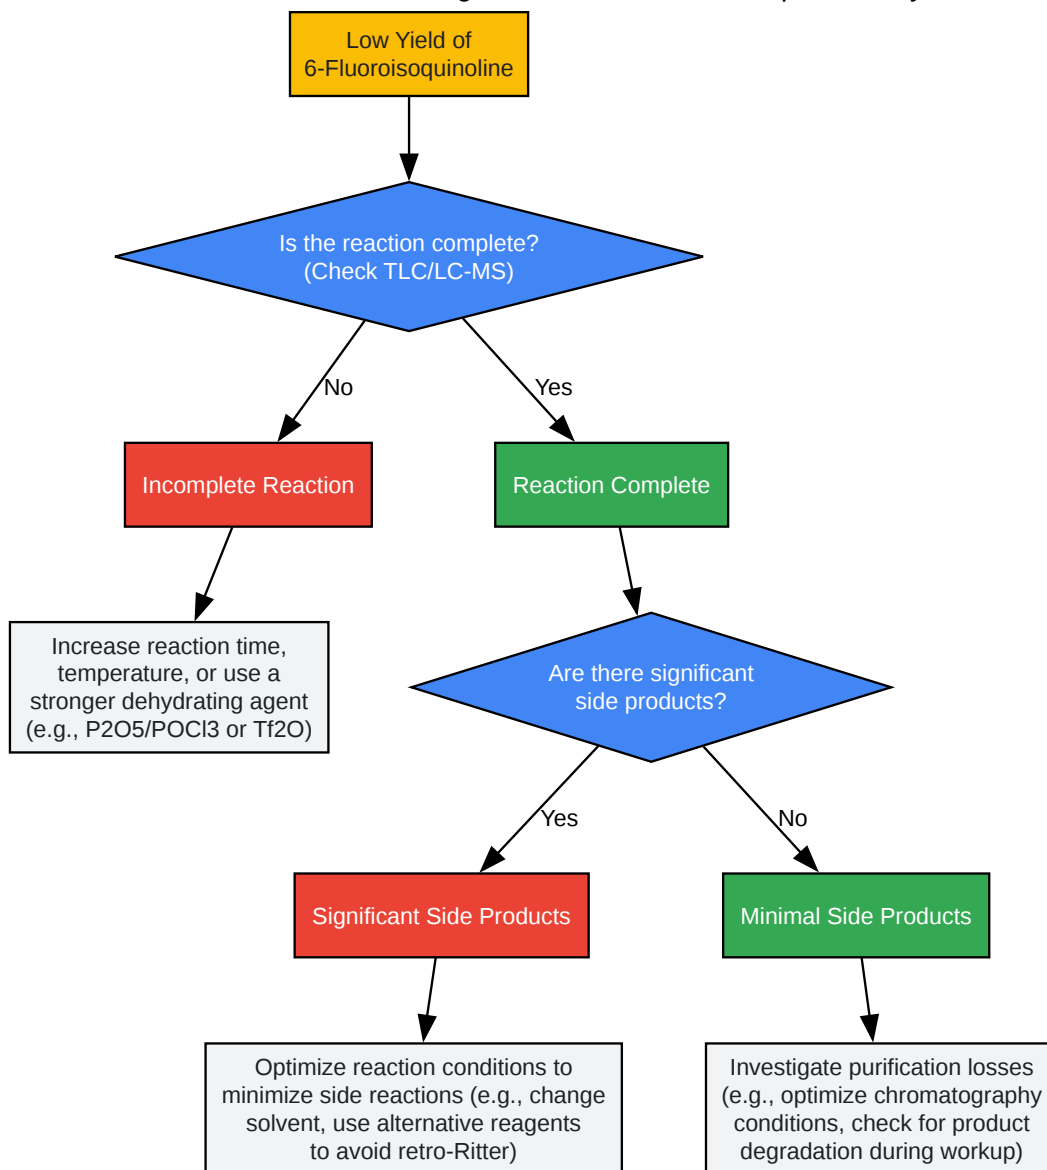 Low Yield of
6-Fluoroisoquinoline
Is the reaction complete?
(Check TLC/LC-MS)
No
Yes
Incomplete Reaction
Reaction Complete
Increase reaction time,
temperature, or use a
stronger dehydrating agent
(e.g., P2O5/POCl3 or Tf2O)
Are there significant
side products?
Yes
No
Significant Side Products
Minimal Side Products
Optimize reaction conditions to
minimize side reactions (e.g., change
solvent, use alternative reagents
to avoid retro-Ritter)
Investigate purification losses
(e.g., optimize chromatography
conditions, check for product
degradation during workup)